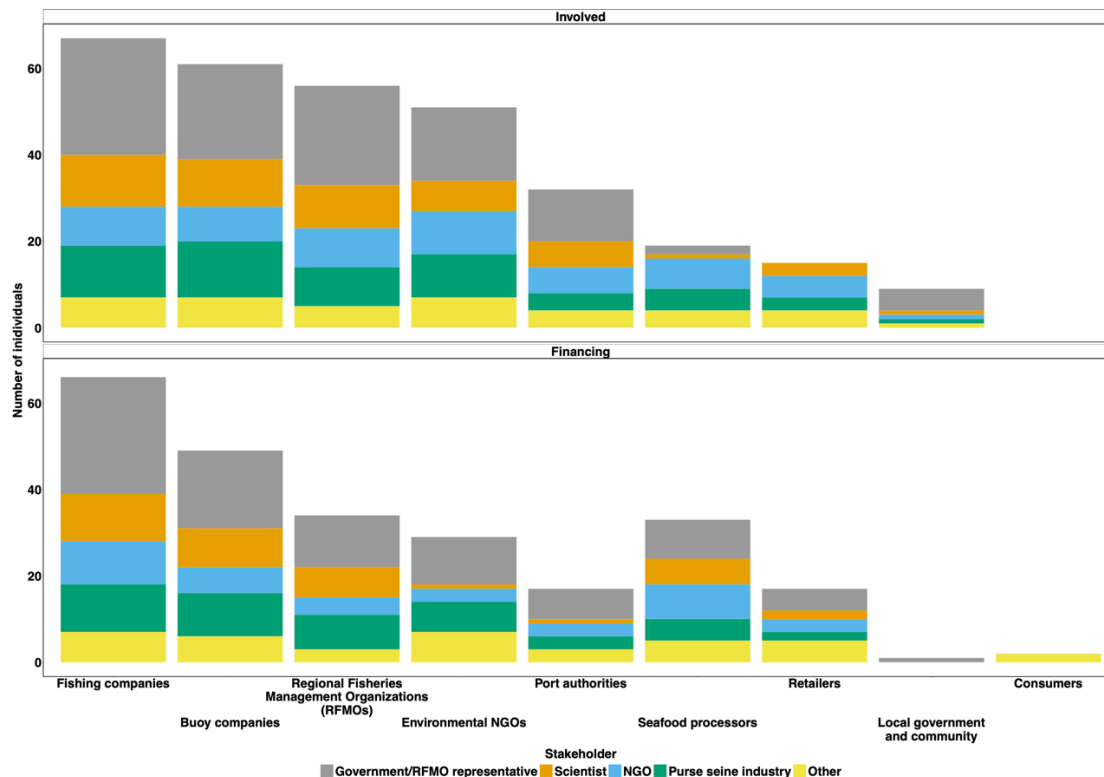 Involved
60
40
20
0
Number of inidividuals
Financing
60
40
20
0
Fishing companies
Buoy companies
Regional Fisheries
Management Organizations
(RFMOs)
Environmental NGOs
Port authorities
Seafood processors
Retailers
Local government
and community
Consumers
Stakeholder
Government/RFMO representative Scientist NGO Purse seine industry Other